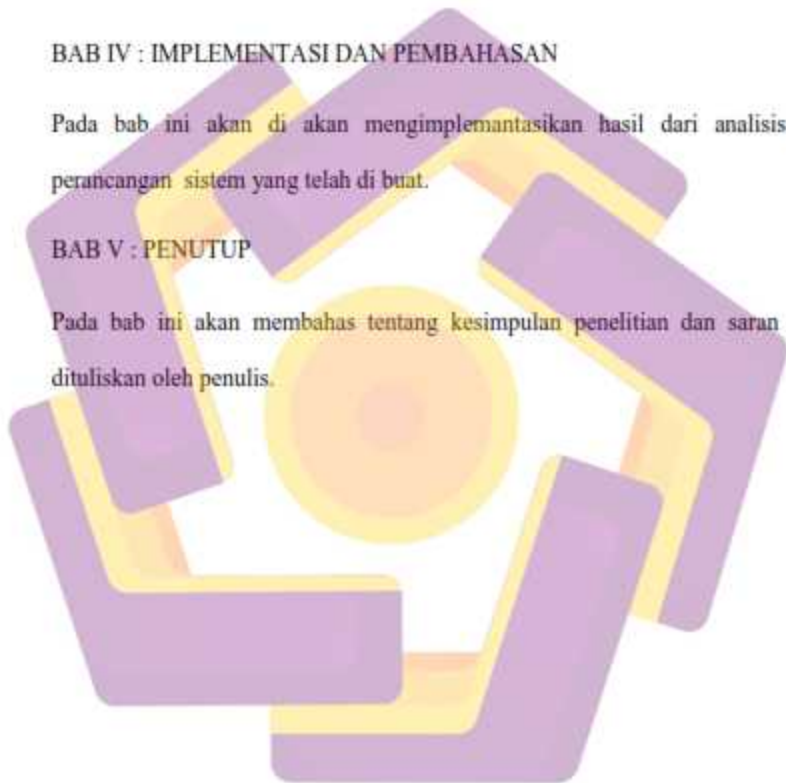 BAB IV : IMPLEMENTASI DAN PEMBAHASAN
Pada bab ini akan di akan mengimplemantasikan hasil dari analisis
perancangan sistem yang telah di buat.
BAB V : PENUTUP
Pada bab ini akan membahas tentang kesimpulan penelitian dan saran
dituliskan oleh penulis.